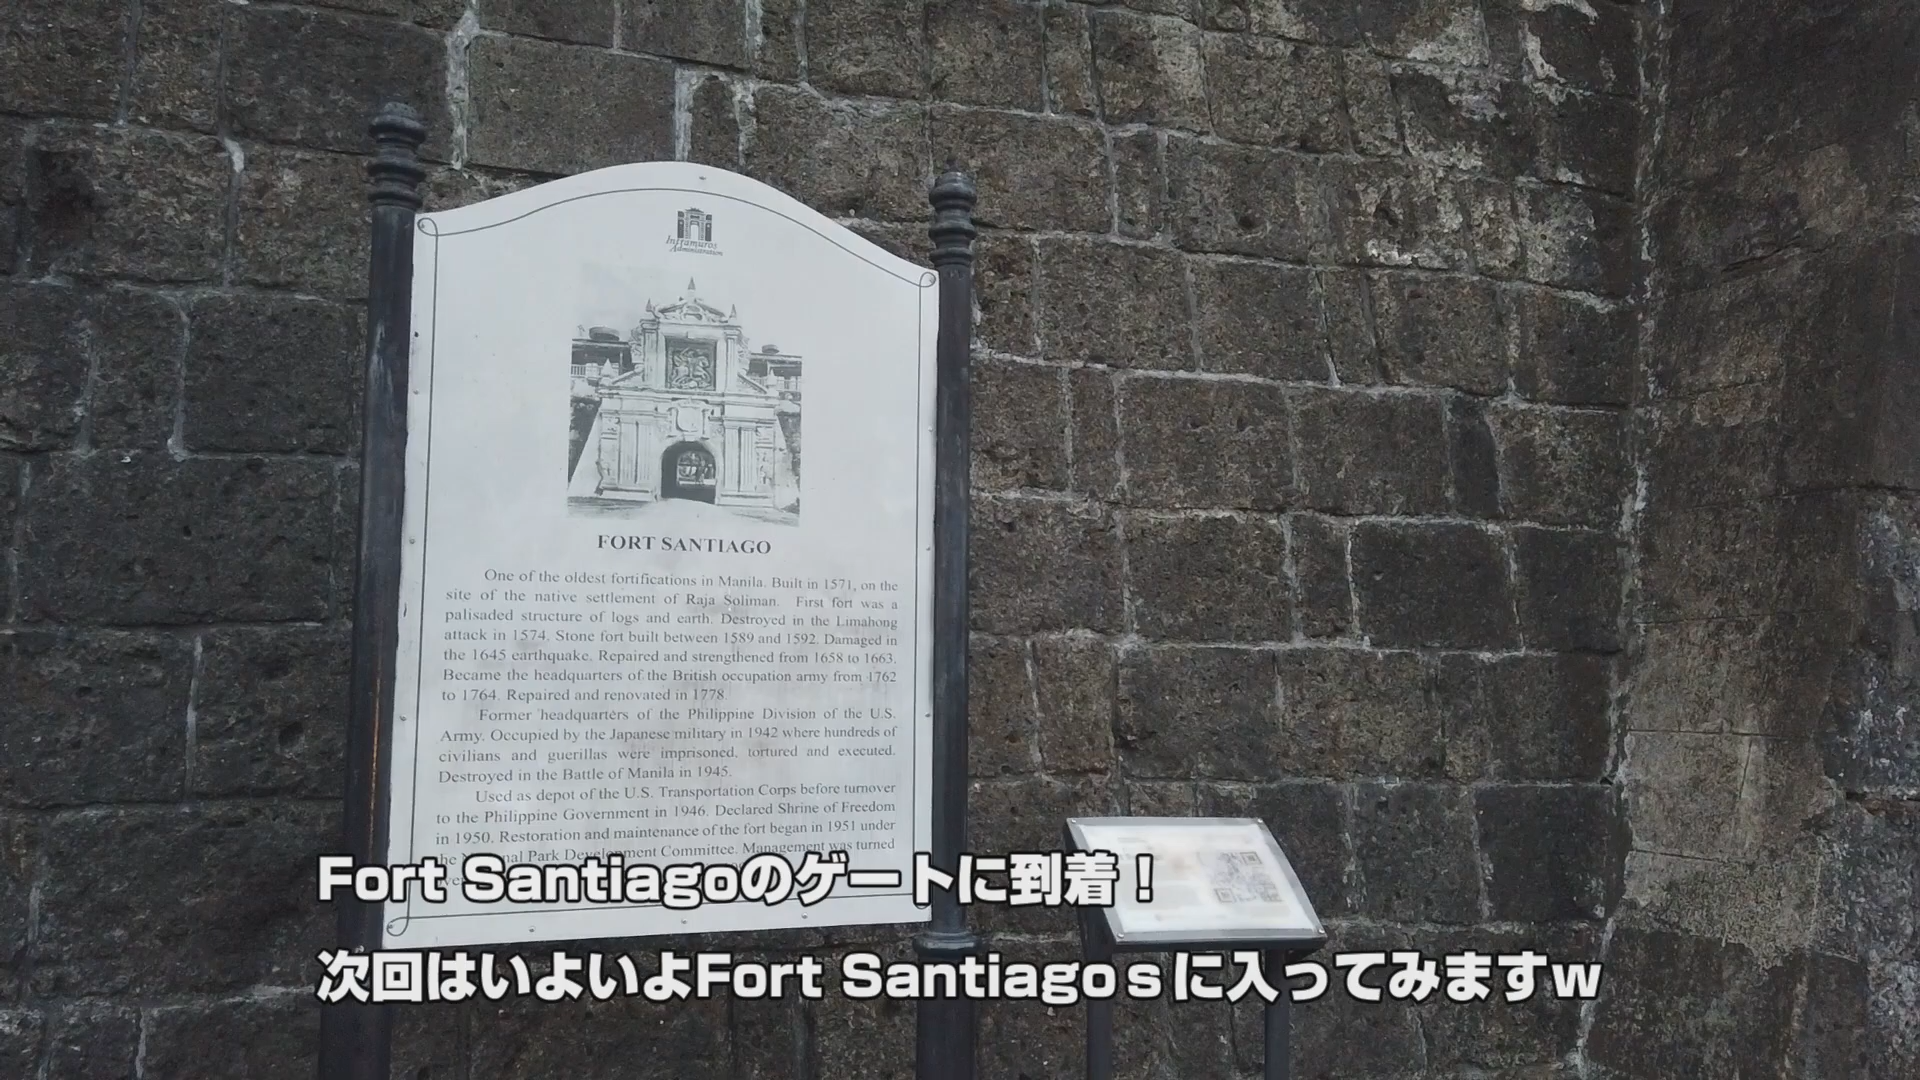 Intramuros
Administration
FORT SANTIAGO
One of the oldest fortifications in Manila. Built in 1571, on the
site of the native settlement of Raja Soliman. First fort was a
palisaded structure of logs and earth. Destroyed in the Limahong
attack in 1574. Stone fort built between 1589 and 1592. Damaged in
the 1645 earthquake. Repaired and strengthened from 1658 to 1663.
Became the headquarters of the British occupation army from 1762
to 1764. Repaired and renovated in 1778.
Former headquarters of the Philippine Division of the U.S.
Army. Occupied by the Japanese military in 1942 where hundreds of
civilians and guerillas were imprisoned, tortured and executed.
Destroyed in the Battle of Manila in 1945.
Used as depot of the U.S. Transportation Corps before turnover
to the Philippine Government in 1946. Declared Shrine of Freedom
in 1950. Restoration and maintenance of the fort began in 1951 under
Park Development Committee. Management was turned
Fort Santiagoのゲートに到着！
次回はいよいよFort Santiagoｓに入ってみますw